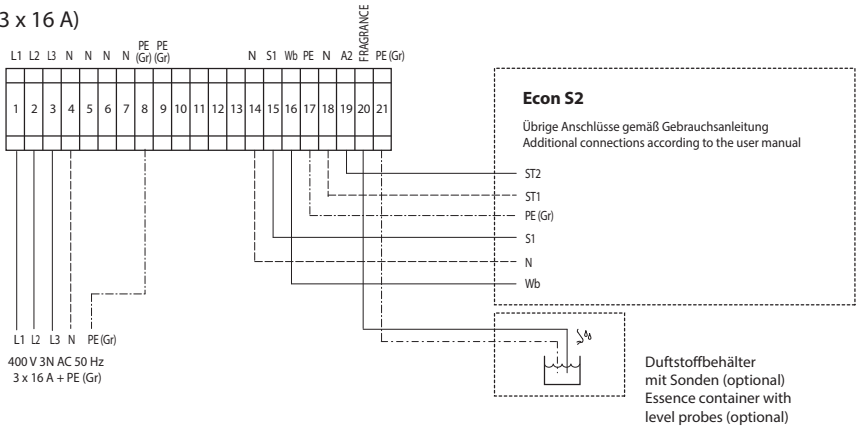 3 x 16 A)
L1 L2 L3 N N N N PE (Gr) PE (Gr) N S1 Wb PE N A2 FRAGRANCE PE (Gr)
1 2 3 4 5 6 7 8 9 10 11 12 13 14 15 16 17 18 19 20 21
Econ S2
Übrige Anschlüsse gemäß Gebrauchsanleitung
Additional connections according to the user manual
ST2
ST1
PE (Gr)
S1
N
Wb
L1 L2 L3 N PE (Gr)
400 V 3N AC 50 Hz
3 x 16 A + PE (Gr)
Duftstoffbehälter
mit Sonden (optional)
Essence container with
level probes (optional)